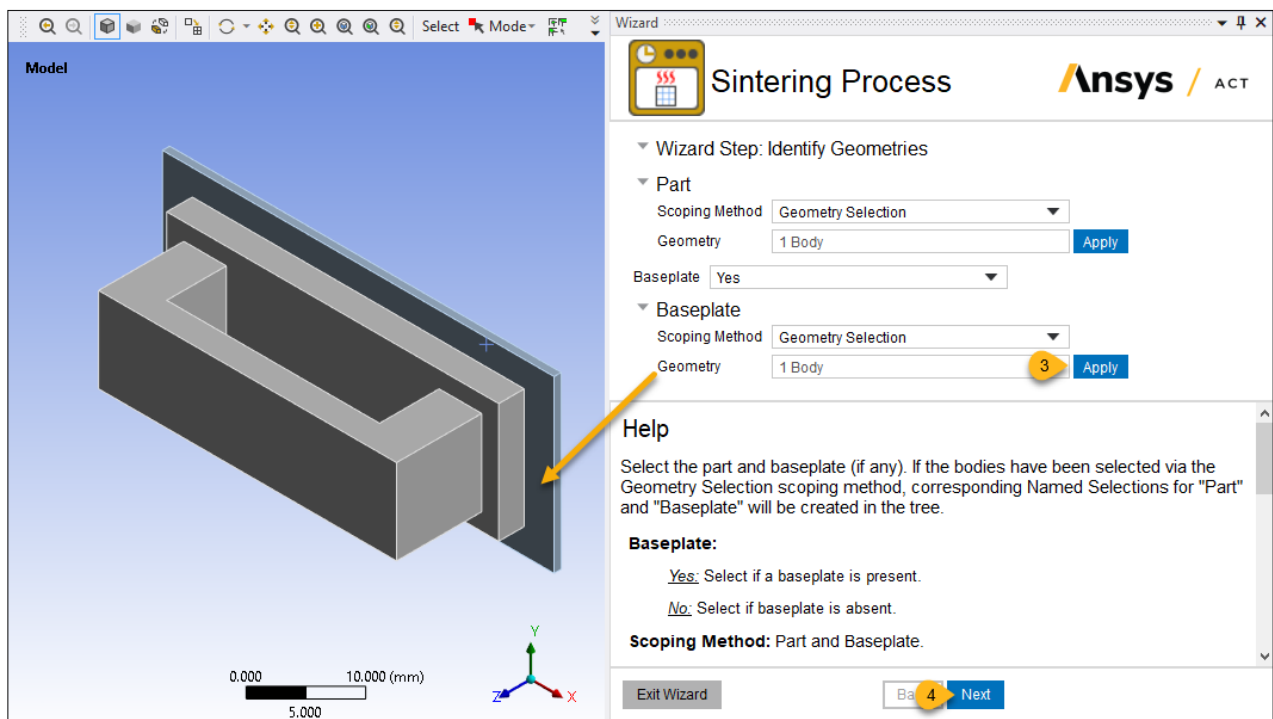 Select Mode
Model
0.000 10.000 (mm)
5.000
Y
Z X
Wizard
Sintering Process
Ansys / ACT
Wizard Step: Identify Geometries
Part
Scoping Method Geometry Selection
Geometry 1 Body Apply
Baseplate Yes
Baseplate
Scoping Method Geometry Selection
Geometry 1 Body 3 Apply
Help
Select the part and baseplate (if any). If the bodies have been selected via the
Geometry Selection scoping method, corresponding Named Selections for "Part"
and "Baseplate" will be created in the tree.
Baseplate:
Yes: Select if a baseplate is present.
No: Select if baseplate is absent.
Scoping Method: Part and Baseplate.
Exit Wizard 4 Next